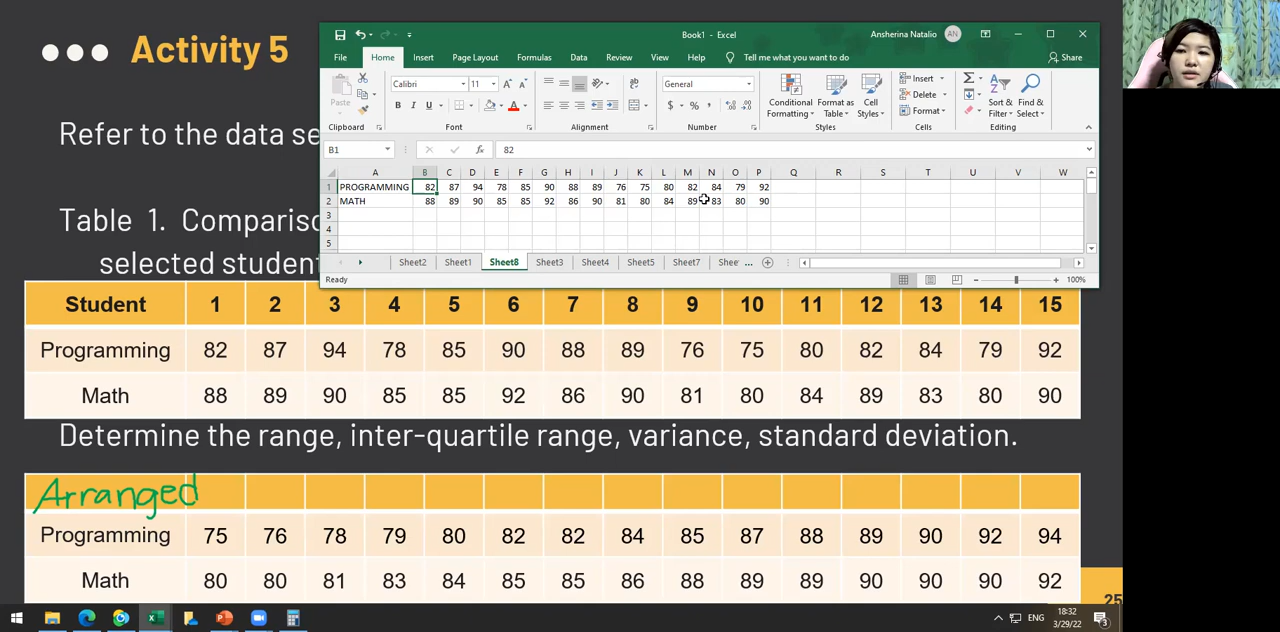 Activity 5
Refer to the data se
Table 1. Comparisc
selected student
Book1 - Excel
Ansherina Natalio
AN
File Home Insert Page Layout Formulas Data Review View Help Tell me what you want to do Share
Paste
Calibri 11
B I U
General
$ % ,
Conditional Formatting
Format as Table
Cell Styles
Insert
Delete
Format
Sort & Filter
Find & Select
Clipboard Font Alignment Number Styles Cells Editing
B1 fx 82
A B C D E F G H I J K L M N O P Q R S T U V W
1 PROGRAMMING 82 87 94 78 85 90 88 89 76 75 80 82 84 79 92
2 MATH 88 89 90 85 85 92 86 90 81 80 84 89 83 80 90
3
4
5
Sheet2 Sheet1 Sheet8 Sheet3 Sheet4 Sheet5 Sheet7 Shee ...
Ready 100%
Student 1 2 3 4 5 6 7 8 9 10 11 12 13 14 15
Programming 82 87 94 78 85 90 88 89 76 75 80 82 84 79 92
Math 88 89 90 85 85 92 86 90 81 80 84 89 83 80 90
Determine the range, inter-quartile range, variance, standard deviation.
Arranged
Programming 75 76 78 79 80 82 82 84 85 87 88 89 90 92 94
Math 80 80 81 83 84 85 85 86 88 89 89 90 90 90 92
25
ENG
18:32
3/29/22
3